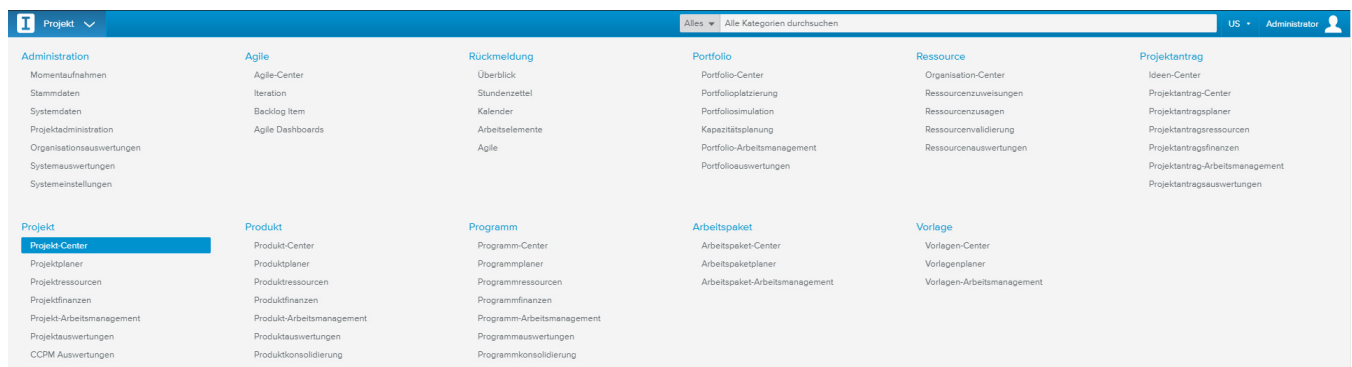 I Projekt Alles Alle Kategorien durchsuchen US Administrator
Administration Agile Rückmeldung Portfolio Ressource Projektantrag
Momentaufnahmen Agile-Center Überblick Portfolio-Center Organisation-Center Ideen-Center
Stammdaten Iteration Stundenzettel Portfolioplatzierung Ressourcenzuweisungen Projektantrag-Center
Systemdaten Backlog Item Kalender Portfoliosimulation Ressourcenzusagen Projektantragsplaner
Projektadministration Agile Dashboards Arbeitselemente Kapazitätsplanung Ressourcenvalidierung Projektantragsressourcen
Organisationsauswertungen Agile Portfolio-Arbeitsmanagement Ressourcenauswertungen Projektantragsfinanzen
Systemauswertungen Portfolioauswertungen Projektantrag-Arbeitsmanagement
Systemeinstellungen Projektantragsauswertungen
Projekt Produkt Programm Arbeitspaket Vorlage
Projekt-Center Produkt-Center Programm-Center Arbeitspaket-Center Vorlagen-Center
Projektplaner Produktplaner Programmplaner Arbeitspaketplaner Vorlagenplaner
Projektressourcen Produktressourcen Programmressourcen Arbeitspaket-Arbeitsmanagement Vorlagen-Arbeitsmanagement
Projektfinanzen Produktfinanzen Programmfinanzen
Projekt-Arbeitsmanagement Produkt-Arbeitsmanagement Programm-Arbeitsmanagement
Projektauswertungen Produktauswertungen Programmauswertungen
CCPM Auswertungen Produktkonsolidierung Programmkonsolidierung